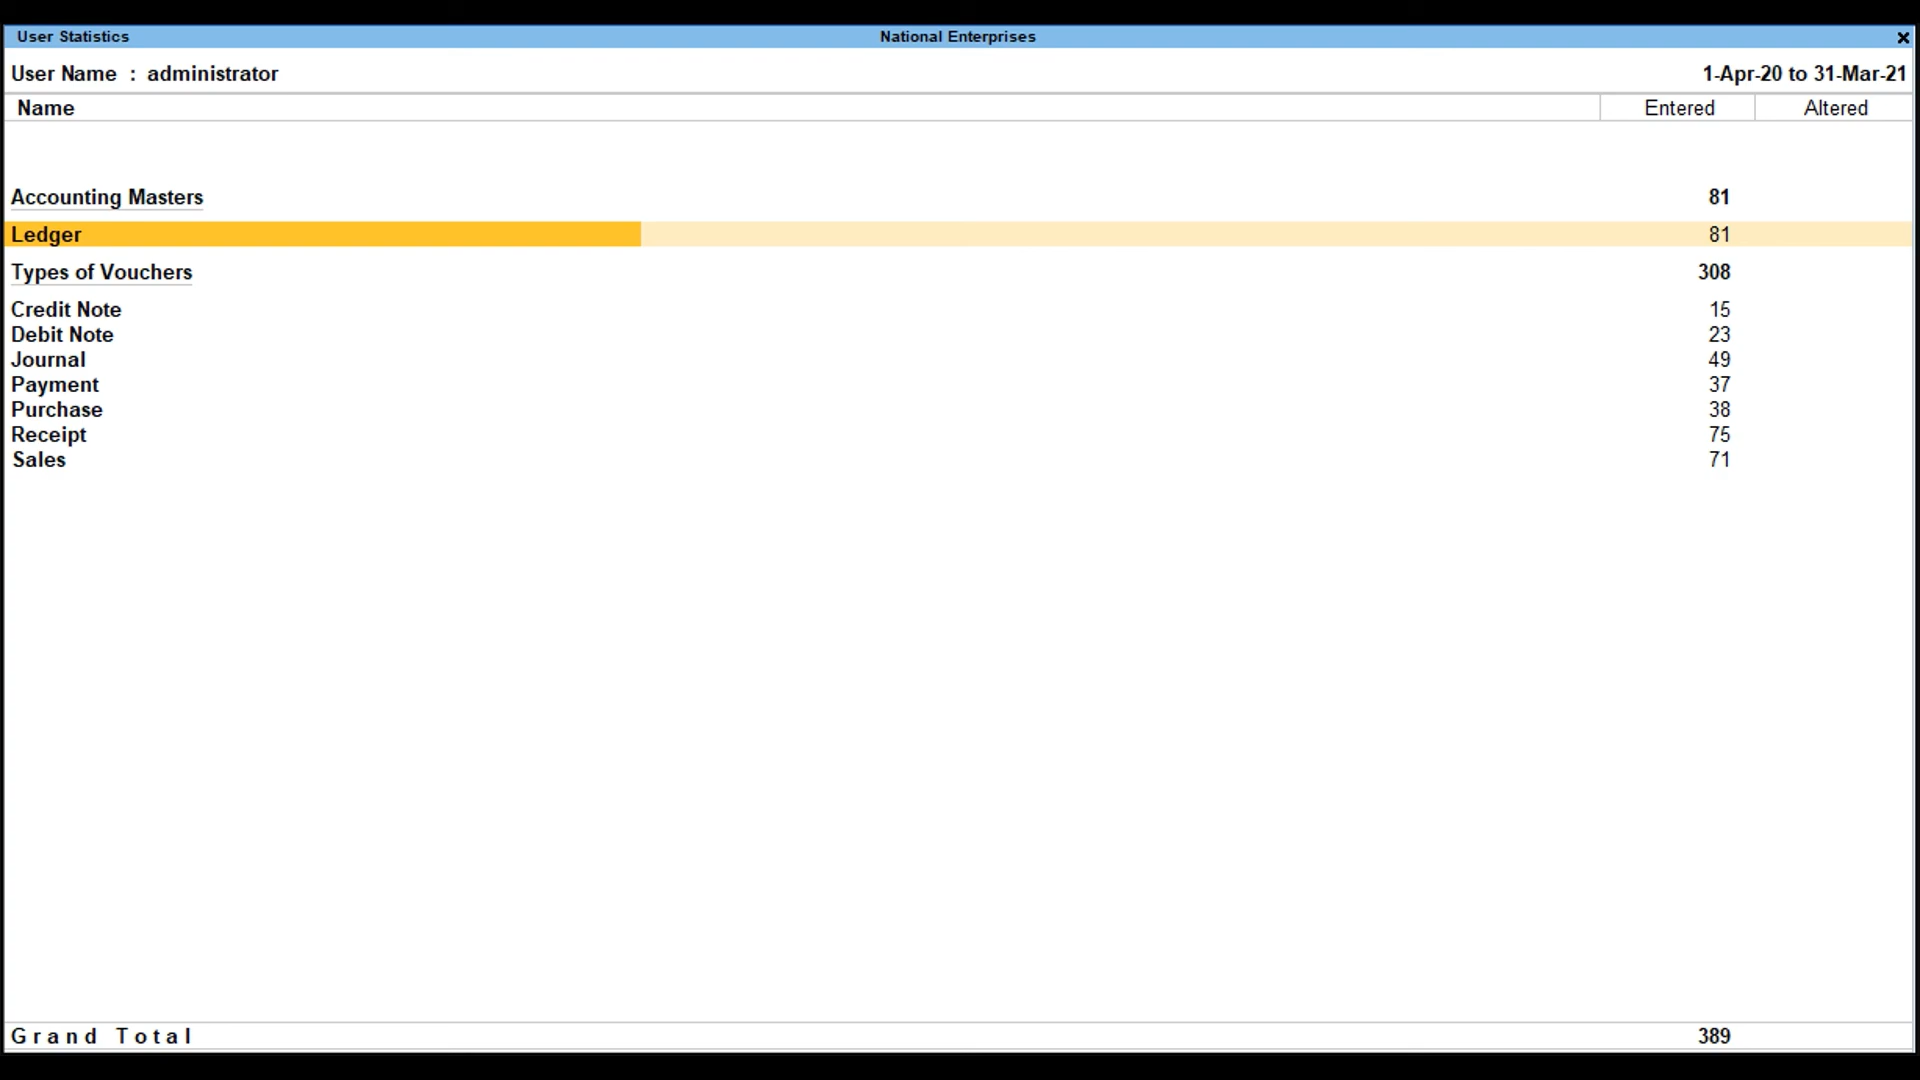 User Statistics National Enterprises
User Name : administrator 1-Apr-20 to 31-Mar-21
Name Entered Altered
Accounting Masters 81
Ledger 81
Types of Vouchers 308
Credit Note 15
Debit Note 23
Journal 49
Payment 37
Purchase 38
Receipt 75
Sales 71
Grand Total 389